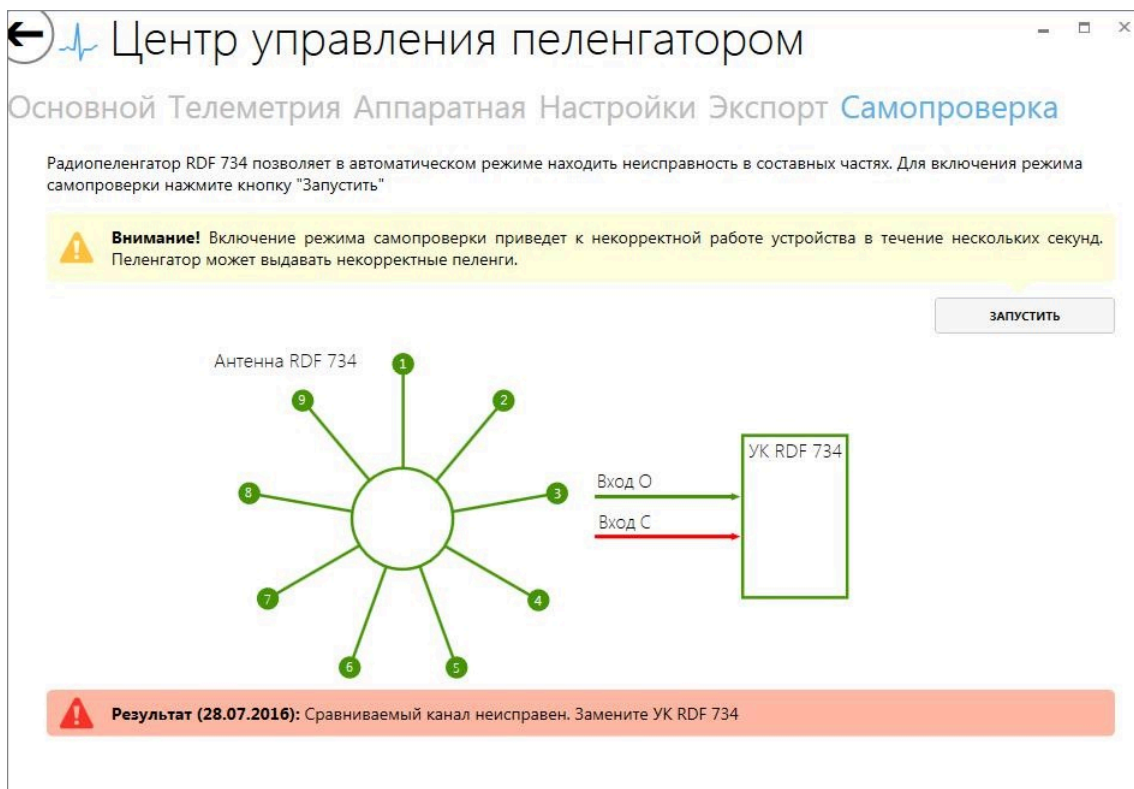 Центр управления пеленгатором
Основной Телеметрия Аппаратная Настройки Экспорт Самопроверка
Радиопеленгатор RDF 734 позволяет в автоматическом режиме находить неисправность в составных частях. Для включения режима
самопроверки нажмите кнопку "Запустить"
Внимание! Включение режима самопроверки приведет к некорректной работе устройства в течение нескольких секунд.
Пеленгатор может выдавать некорректные пеленги.
ЗАПУСТИТЬ
Антенна RDF 734
1
9
2
8
3
7
4
6
5
УК RDF 734
Вход О
Вход С
Результат (28.07.2016): Сравниваемый канал неисправен. Замените УК RDF 734